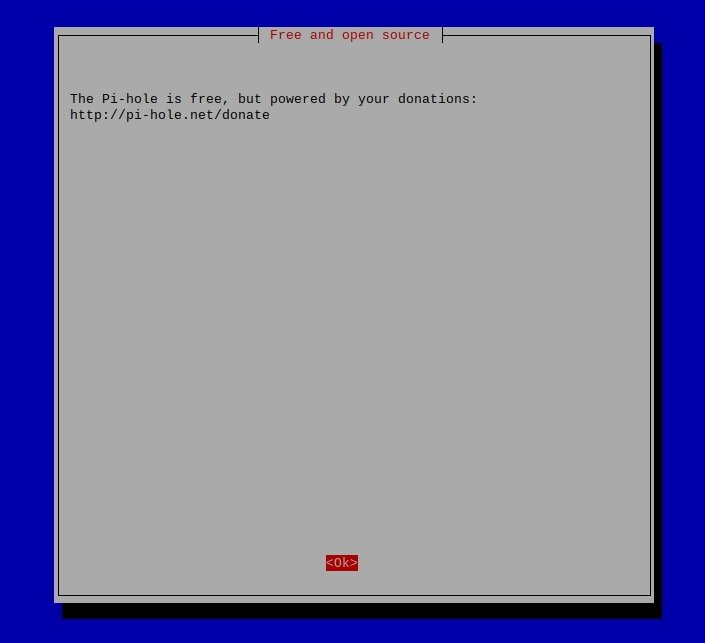 Free and open source
The Pi-hole is free, but powered by your donations:
http://pi-hole.net/donate
<Ok>